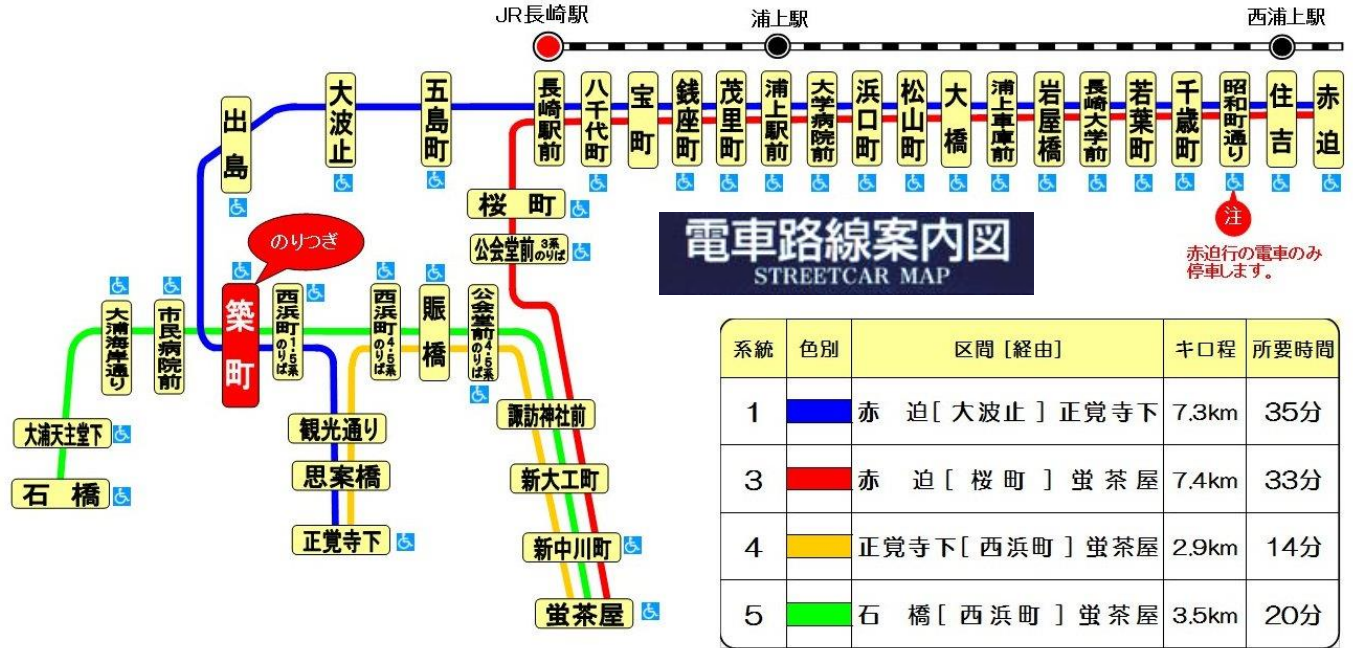 JR長崎駅
浦上駅
西浦上駅
出島
大波止
五島町
長崎駅前
八千代町
宝町
銭座町
茂里町
浦上駅前
大学病院前
浜口町
松山町
大橋
浦上車庫前
岩屋橋
長崎大学前
若葉町
千歳町
昭和町通り
住吉
赤迫
桜町
公会堂前 3系のりば
注
赤迫行の電車のみ
停車します。
電車路線案内図
STREETCAR MAP
のりつぎ
大浦海岸通り
市民病院前
築町
西浜町 1・5系のりば
西浜町 4・5系のりば
賑橋
公会堂前 4・5系のりば
大浦天主堂下
石橋
観光通り
思案橋
正覚寺下
諏訪神社前
新大工町
新中川町
蛍茶屋
系統 色別 区間[経由] キロ程 所要時間
1 赤 迫[大波止]正覚寺下 7.3km 35分
3 赤 迫[桜町]蛍茶屋 7.4km 33分
4 正覚寺下[西浜町]蛍茶屋 2.9km 14分
5 石 橋[西浜町]蛍茶屋 3.5km 20分